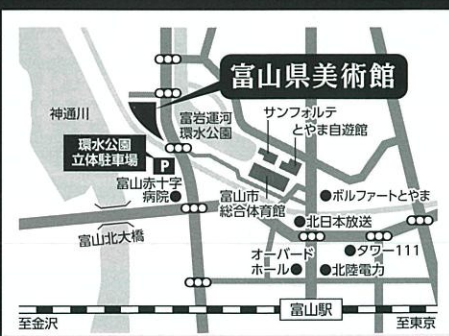 富山県美術館
神通川
富岩運河
環水公園
サンフォルテ
とやま自遊館
環水公園
立体駐車場
P
富山赤十字
病院
富山市
総合体育館
ボルファートとやま
北日本放送
富山北大橋
オーバード
ホール
タワー111
北陸電力
富山駅
至金沢
至東京